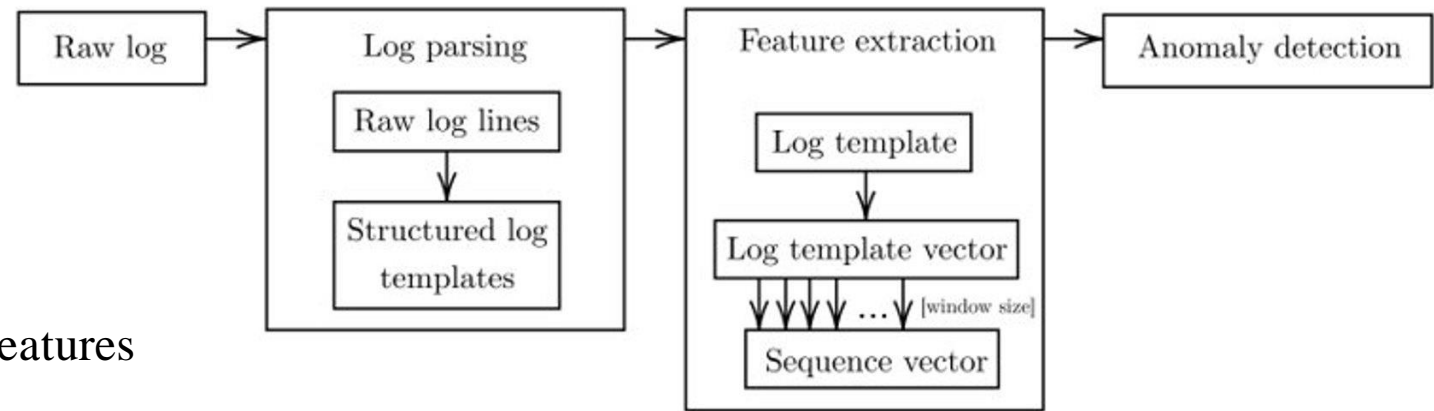 Raw log
Log parsing
Raw log lines
Structured log
templates
Feature extraction
Log template
Log template vector
... [window size]
Sequence vector
Anomaly detection
eatures